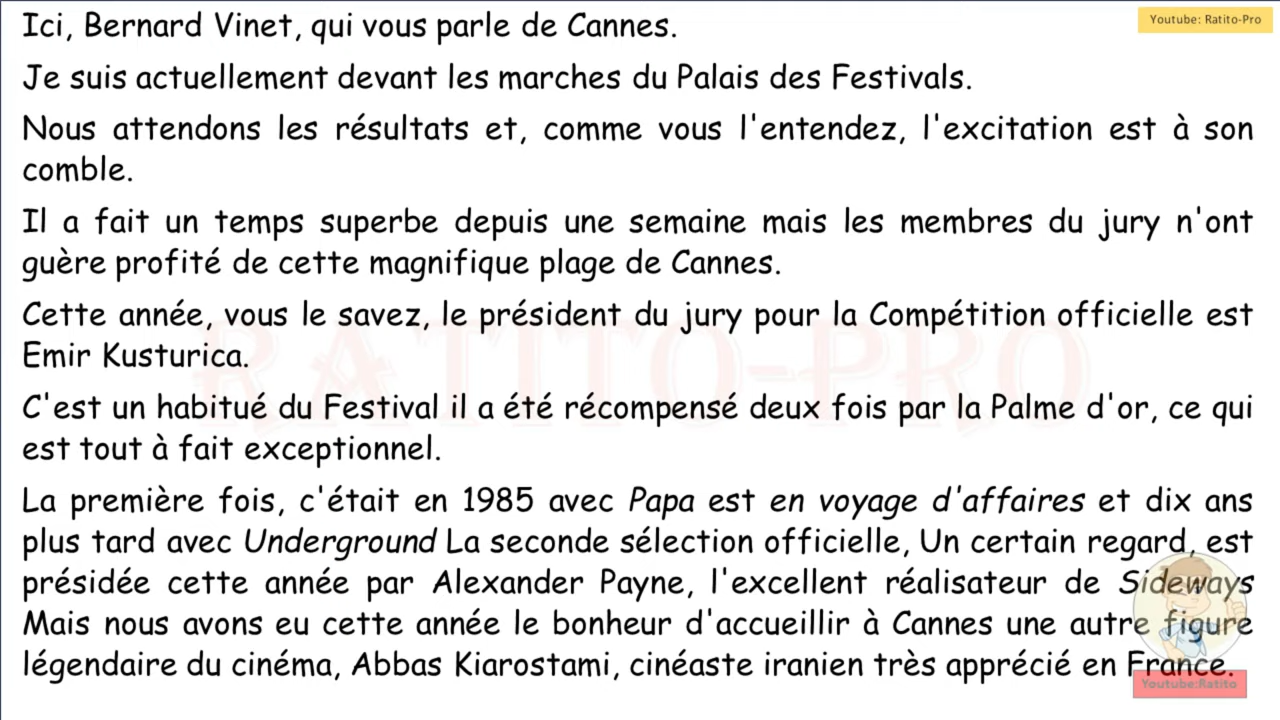 Youtube: Ratito-Pro
Ici, Bernard Vinet, qui vous parle de Cannes.
Je suis actuellement devant les marches du Palais des Festivals.
Nous attendons les résultats et, comme vous l'entendez, l'excitation est à son
comble.
Il a fait un temps superbe depuis une semaine mais les membres du jury n'ont
guère profité de cette magnifique plage de Cannes.
Cette année, vous le savez, le président du jury pour la Compétition officielle est
Emir Kusturica.
RATITO-PRO
C'est un habitué du Festival il a été récompensé deux fois par la Palme d'or, ce qui
est tout à fait exceptionnel.
La première fois, c'était en 1985 avec Papa est en voyage d'affaires et dix ans
plus tard avec Underground La seconde sélection officielle, Un certain regard, est
présidée cette année par Alexander Payne, l'excellent réalisateur de Sideways
Mais nous avons eu cette année le bonheur d'accueillir à Cannes une autre figure
légendaire du cinéma, Abbas Kiarostami, cinéaste iranien très apprécié en France.
Youtube:Ratito